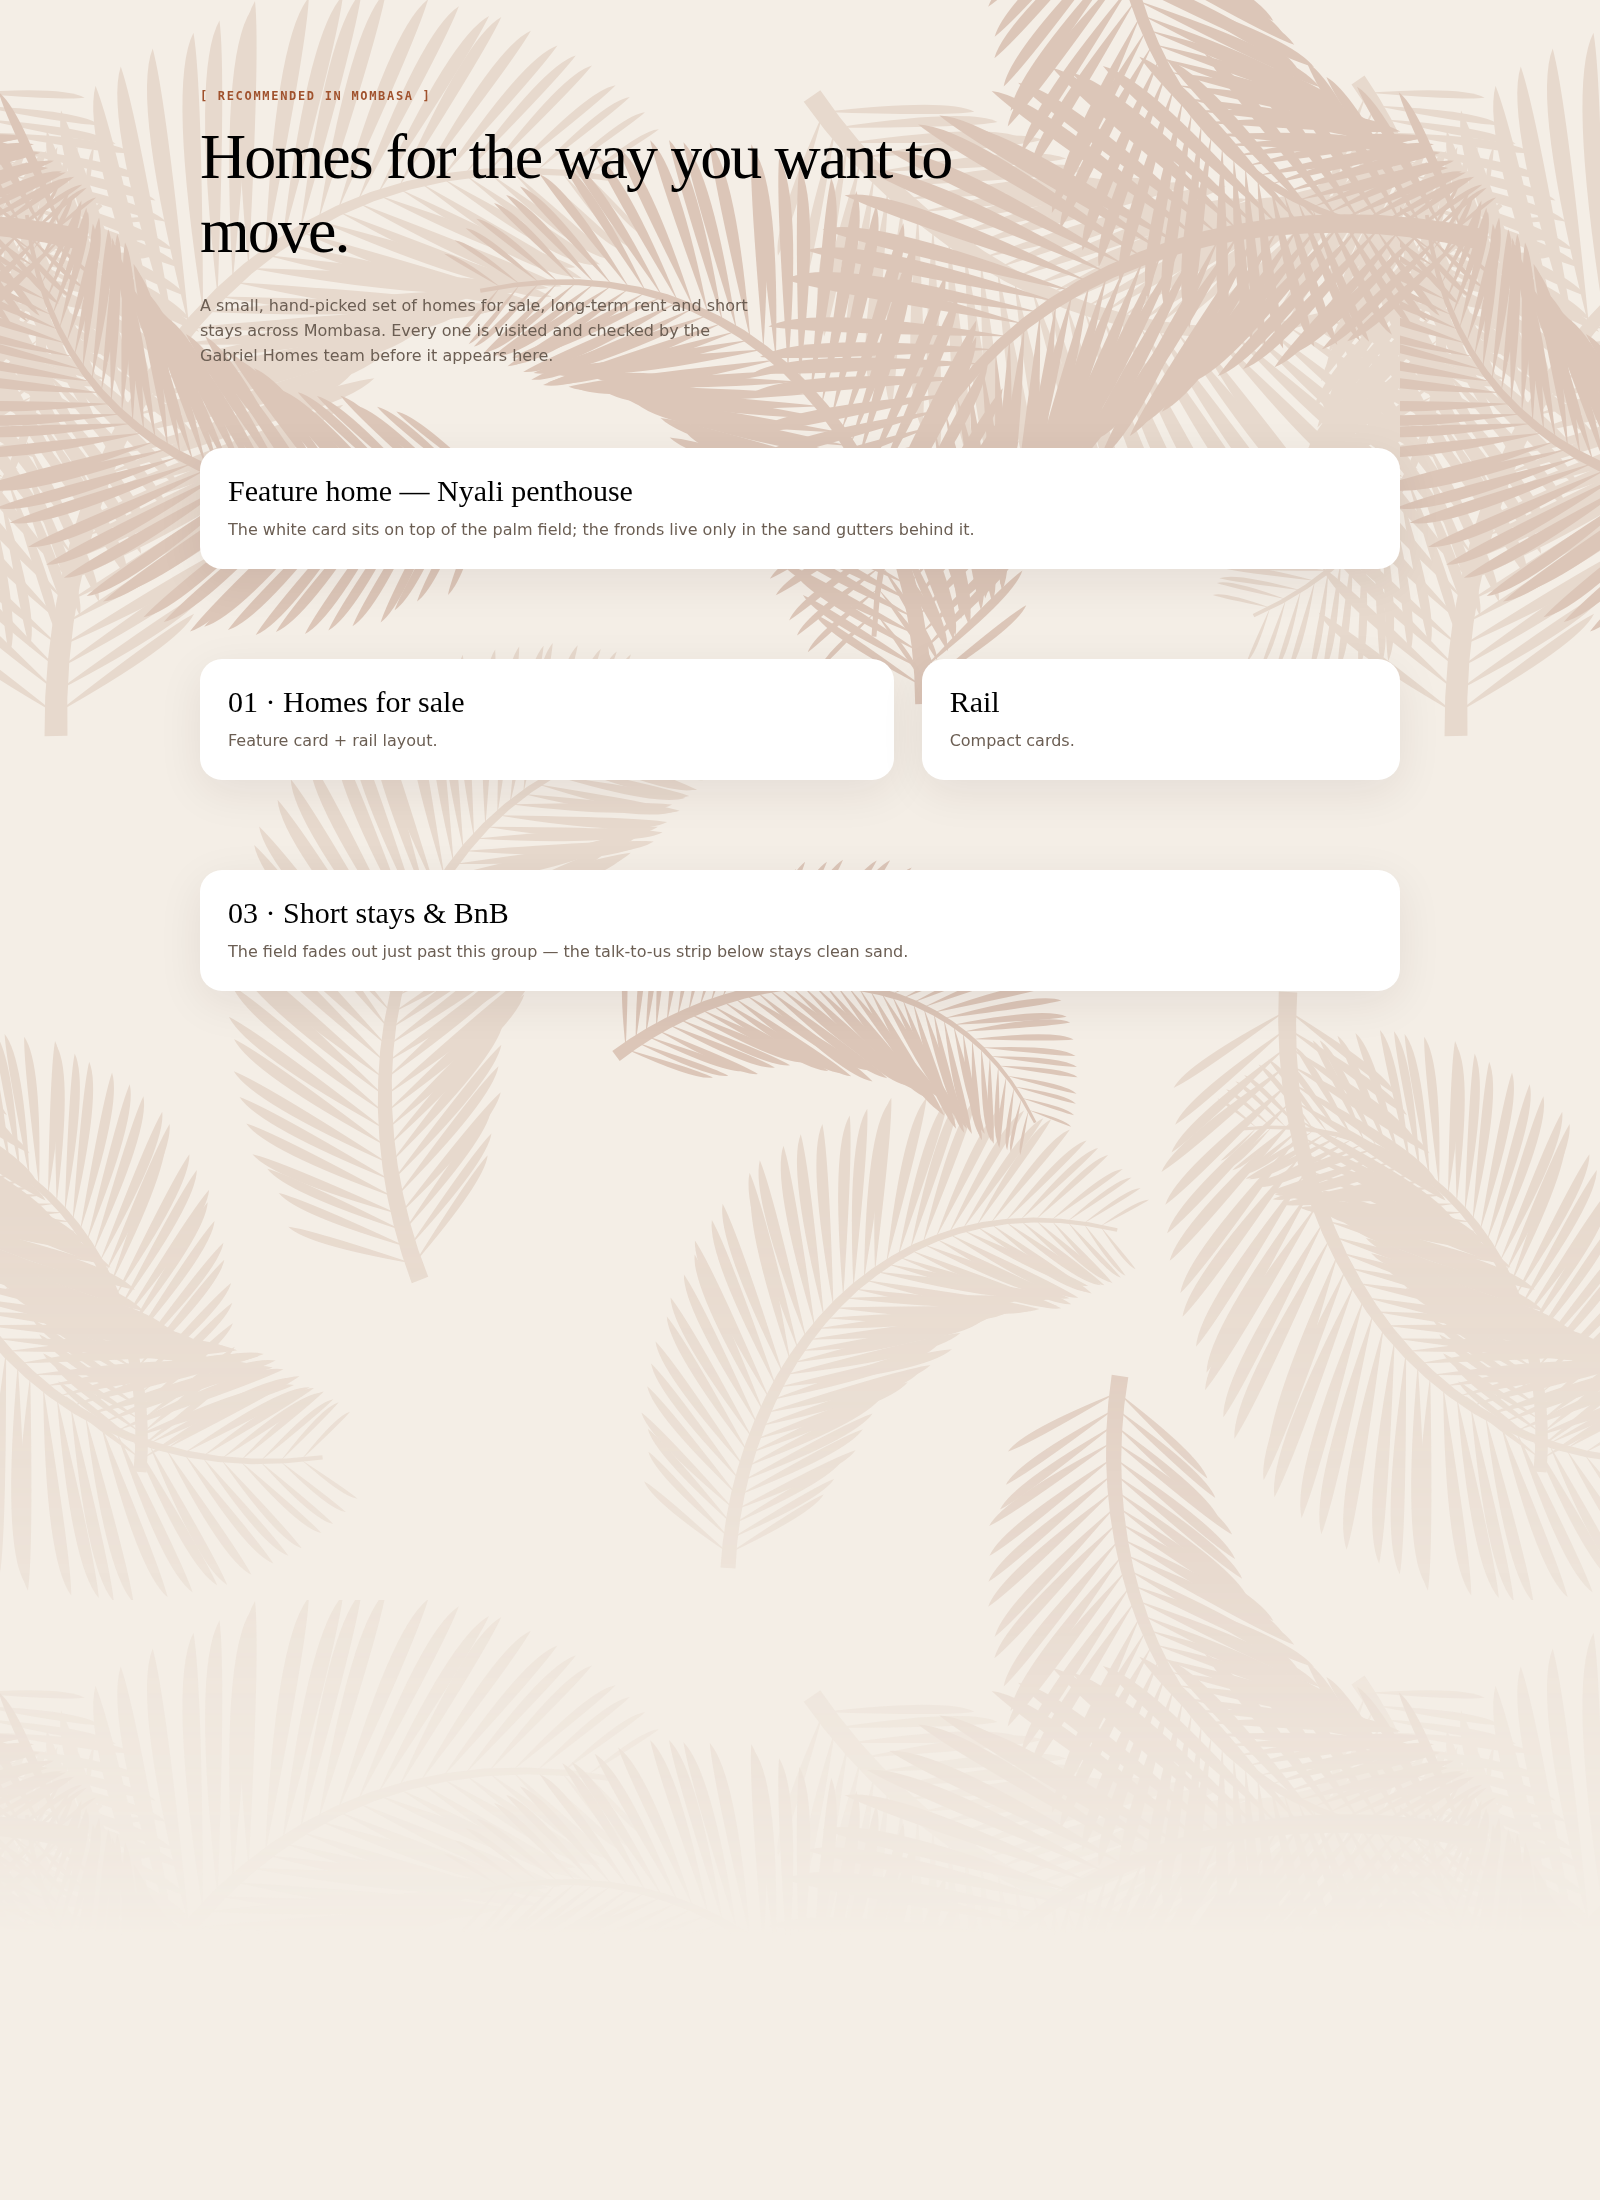 [ RECOMMENDED IN MOMBASA ]
Homes for the way you want to
move.
A small, hand-picked set of homes for sale, long-term rent and short
stays across Mombasa. Every one is visited and checked by the
Gabriel Homes team before it appears here.
Feature home — Nyali penthouse
The white card sits on top of the palm field; the fronds live only in the sand gutters behind it.
01 · Homes for sale
Feature card + rail layout.
Rail
Compact cards.
03 · Short stays & BnB
The field fades out just past this group — the talk-to-us strip below stays clean sand.